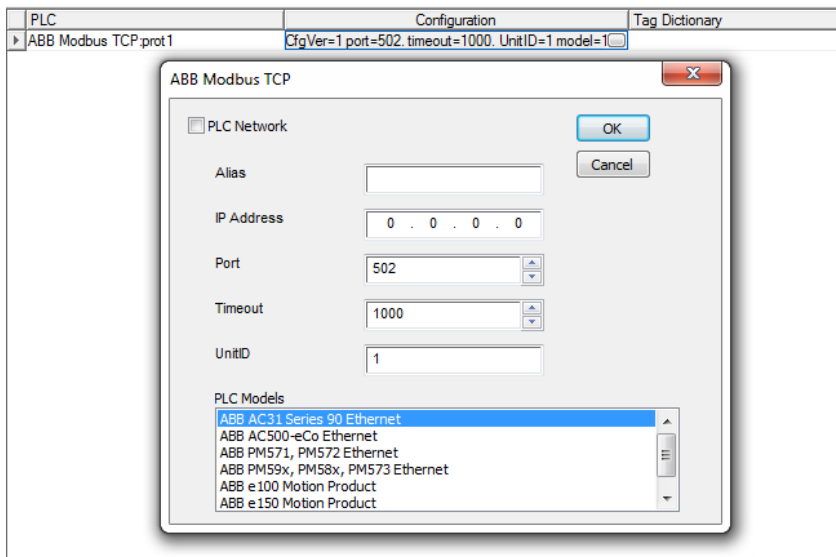 PLC Configuration Tag Dictionary
ABB Modbus TCP:prot1 CfgVer=1 port=502. timeout=1000. UnitID=1 model=1
ABB Modbus TCP
PLC Network OK
Cancel
Alias
IP Address 0 . 0 . 0 . 0
Port 502
Timeout 1000
UnitID 1
PLC Models
ABB AC31 Series 90 Ethernet
ABB AC500-eCo Ethernet
ABB PM571, PM572 Ethernet
ABB PM59x, PM58x, PM573 Ethernet
ABB e100 Motion Product
ABB e150 Motion Product